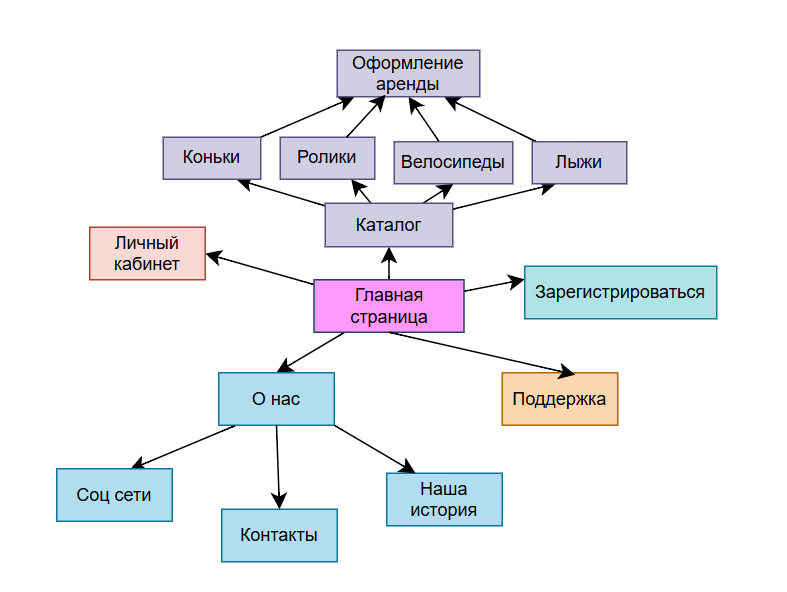 Оформление
аренды
Коньки
Ролики
Велосипеды
Лыжи
Каталог
Личный
кабинет
Главная
страница
Зарегистрироваться
О нас
Поддержка
Соц сети
Контакты
Наша
история